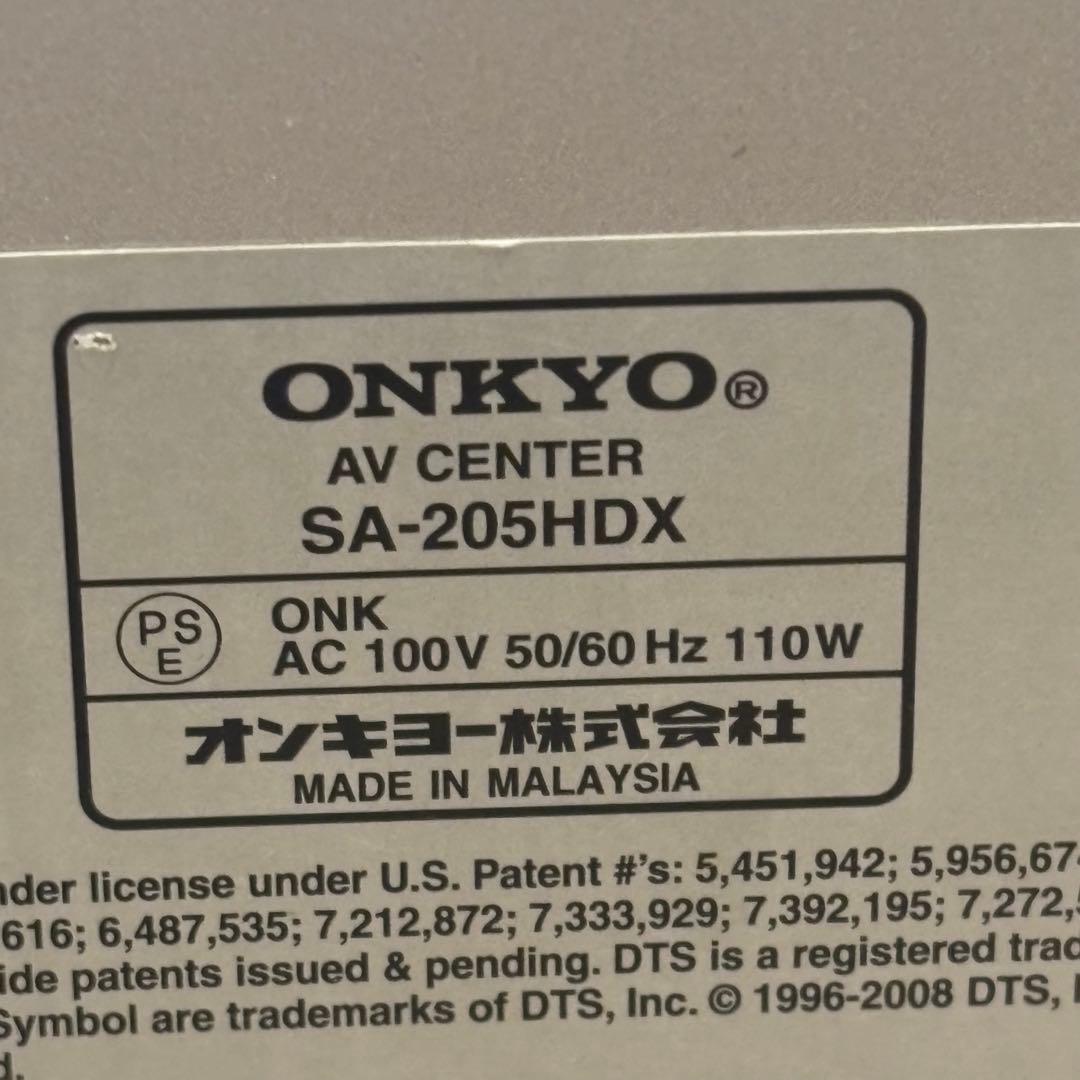 ONKYO®
AV CENTER
SA-205HDX
PS
E
ONK
AC 100V 50/60Hz 110W
オンキヨー株式会社
MADE IN MALAYSIA
nder license under U.S. Patent #'s: 5,451,942; 5,956,67
616; 6,487,535; 7,212,872; 7,333,929; 7,392,195; 7,272,
ide patents issued & pending. DTS is a registered trad
Symbol are trademarks of DTS, Inc. © 1996-2008 DTS,
d.